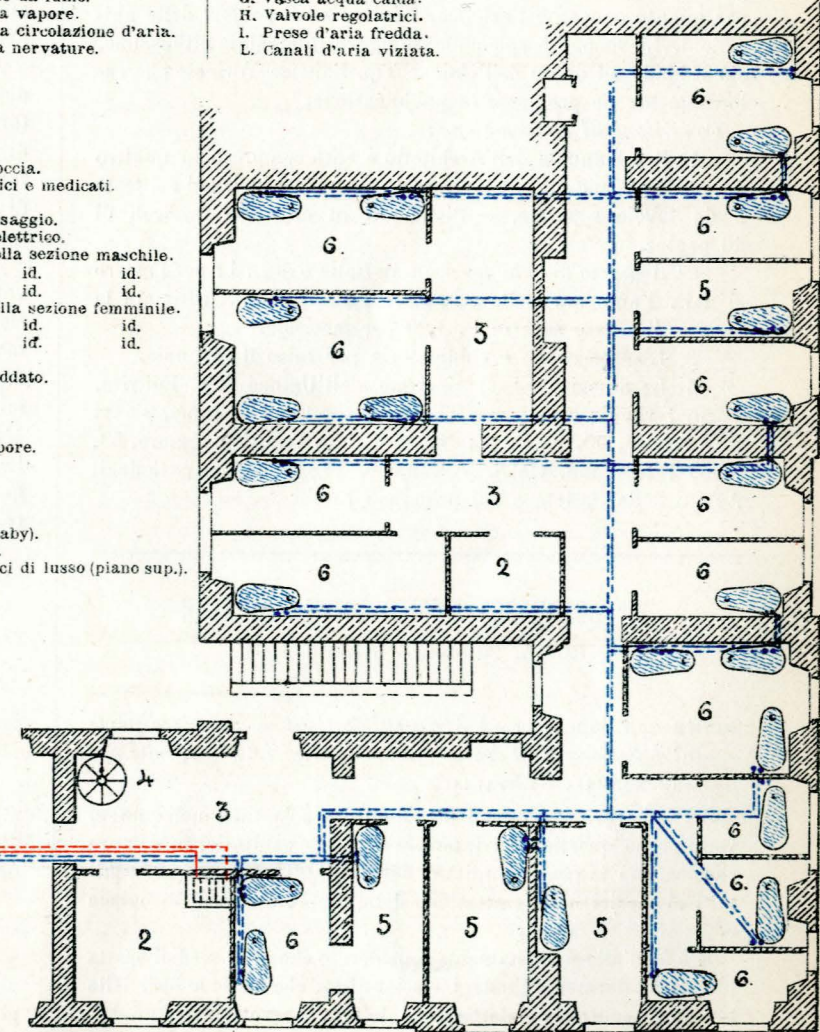 a vapore.
a circolazione d'aria.
a nervature.
G. Vasca acqua calda.
H. Valvole regolatrici.
I. Prese d'aria fredda.
L. Canali d'aria viziata.
occia.
ici e medicati.
saggio.
elettrico.
lla sezione maschile.
id. id.
id. id.
lla sezione femminile.
id. id.
id. id.
ddato.
pore.
aby).
ci di lusso (piano sup.).
6.
6.
6.
5
6
3
6.
6
3
6.
6
2
6
6
4
3
6
6.
5
5
5
2
6
6.